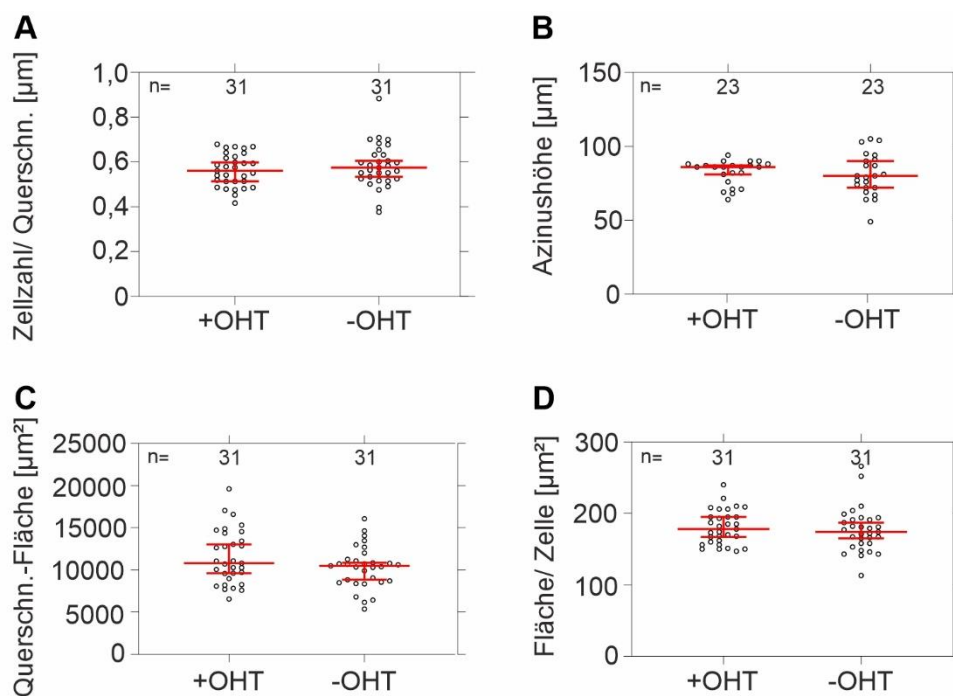 A
Zellzahl/ Querschn. [µm]
1,0
0,8
0,6
0,4
0,2
0
n=
31
31
+OHT
-OHT
B
Azinushöhe [µm]
150
100
50
0
n=
23
23
+OHT
-OHT
C
Querschn.-Fläche [µm²]
25000
20000
15000
10000
5000
0
n=
31
31
+OHT
-OHT
D
Fläche/ Zelle [µm²]
300
200
100
0
n=
31
31
+OHT
-OHT